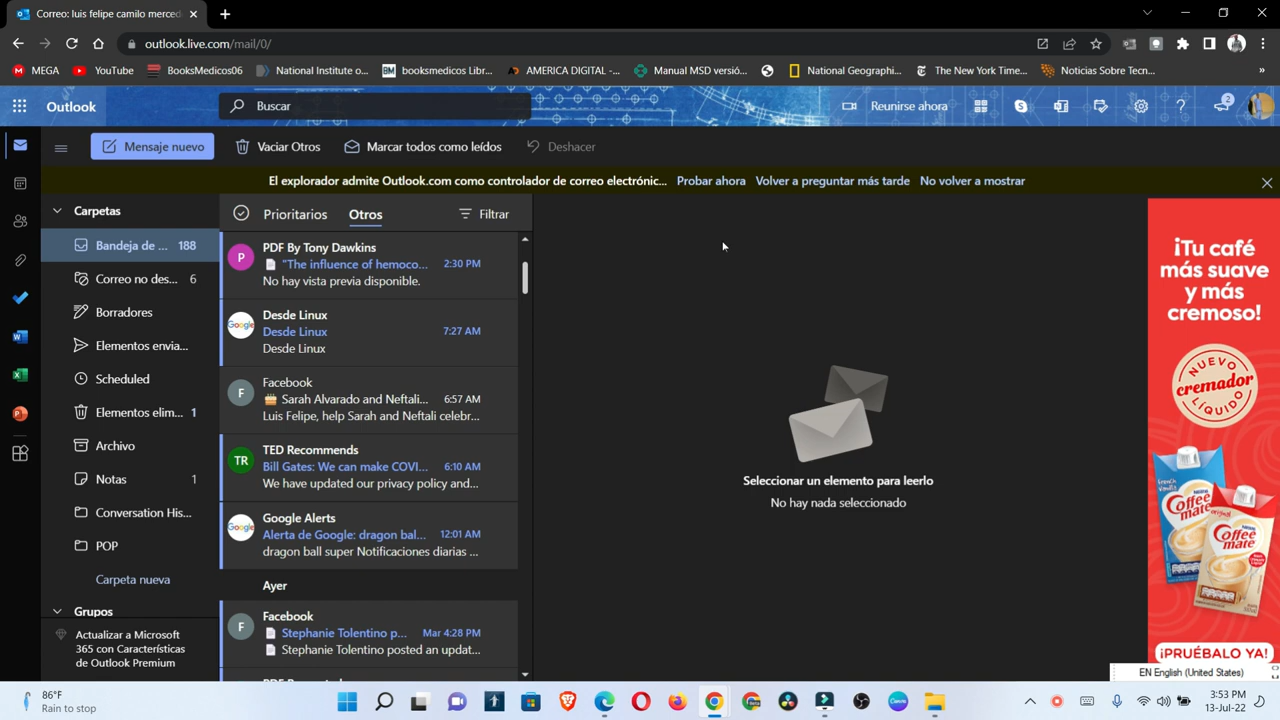 Correo: luis felipe camilo merced
outlook.live.com/mail/0/
MEGA
YouTube
BooksMedicos06
National Institute o...
booksmedicos Libr...
AMERICA DIGITAL -...
Manual MSD versió...
National Geographi...
The New York Time...
Noticias Sobre Tecn...
Outlook
Buscar
Reunirse ahora
2
Mensaje nuevo
Vaciar Otros
Marcar todos como leídos
Deshacer
El explorador admite Outlook.com como controlador de correo electrónic...
Probar ahora
Volver a preguntar más tarde
No volver a mostrar
Carpetas
Bandeja de ... 188
Correo no des... 6
Borradores
Elementos envia...
Scheduled
Elementos elim... 1
Archivo
Notas 1
Conversation His...
POP
Carpeta nueva
Grupos
Actualizar a Microsoft
365 con Características
de Outlook Premium
Prioritarios
Otros
Filtrar
P
PDF By Tony Dawkins
"The influence of hemoco... 2:30 PM
No hay vista previa disponible.
Google
Desde Linux
Desde Linux 7:27 AM
Desde Linux
F
Facebook
Sarah Alvarado and Neftali... 6:57 AM
Luis Felipe, help Sarah and Neftali celebr...
TR
TED Recommends
Bill Gates: We can make COVI... 6:10 AM
We have updated our privacy policy and...
Google
Google Alerts
Alerta de Google: dragon bal... 12:01 AM
dragon ball super Notificaciones diarias ...
Ayer
F
Facebook
Stephanie Tolentino p... Mar 4:28 PM
Stephanie Tolentino posted an updat...
Seleccionar un elemento para leerlo
No hay nada seleccionado
¡Tu café
más suave
y más
cremoso!
NUEVO
cremador
LÍQUIDO
french
vanilla
Coffee
mate
original
Coffee
mate
¡PRUÉBALO YA!
EN English (United States)
86°F
Rain to stop
3:53 PM
13-Jul-22